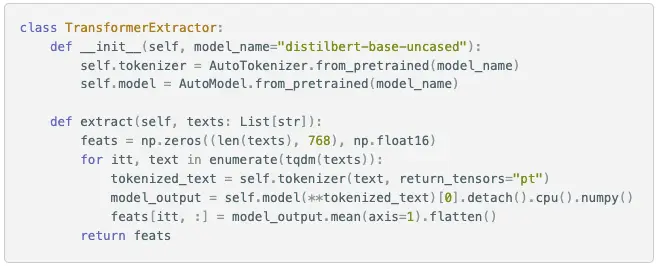 class TransformerExtractor:
    def __init__(self, model_name="distilbert-base-uncased"):
        self.tokenizer = AutoTokenizer.from_pretrained(model_name)
        self.model = AutoModel.from_pretrained(model_name)

    def extract(self, texts: List[str]):
        feats = np.zeros((len(texts), 768), np.float16)
        for itt, text in enumerate(tqdm(texts)):
            tokenized_text = self.tokenizer(text, return_tensors="pt")
            model_output = self.model(**tokenized_text)[0].detach().cpu().numpy()
            feats[itt, :] = model_output.mean(axis=1).flatten()
        return feats